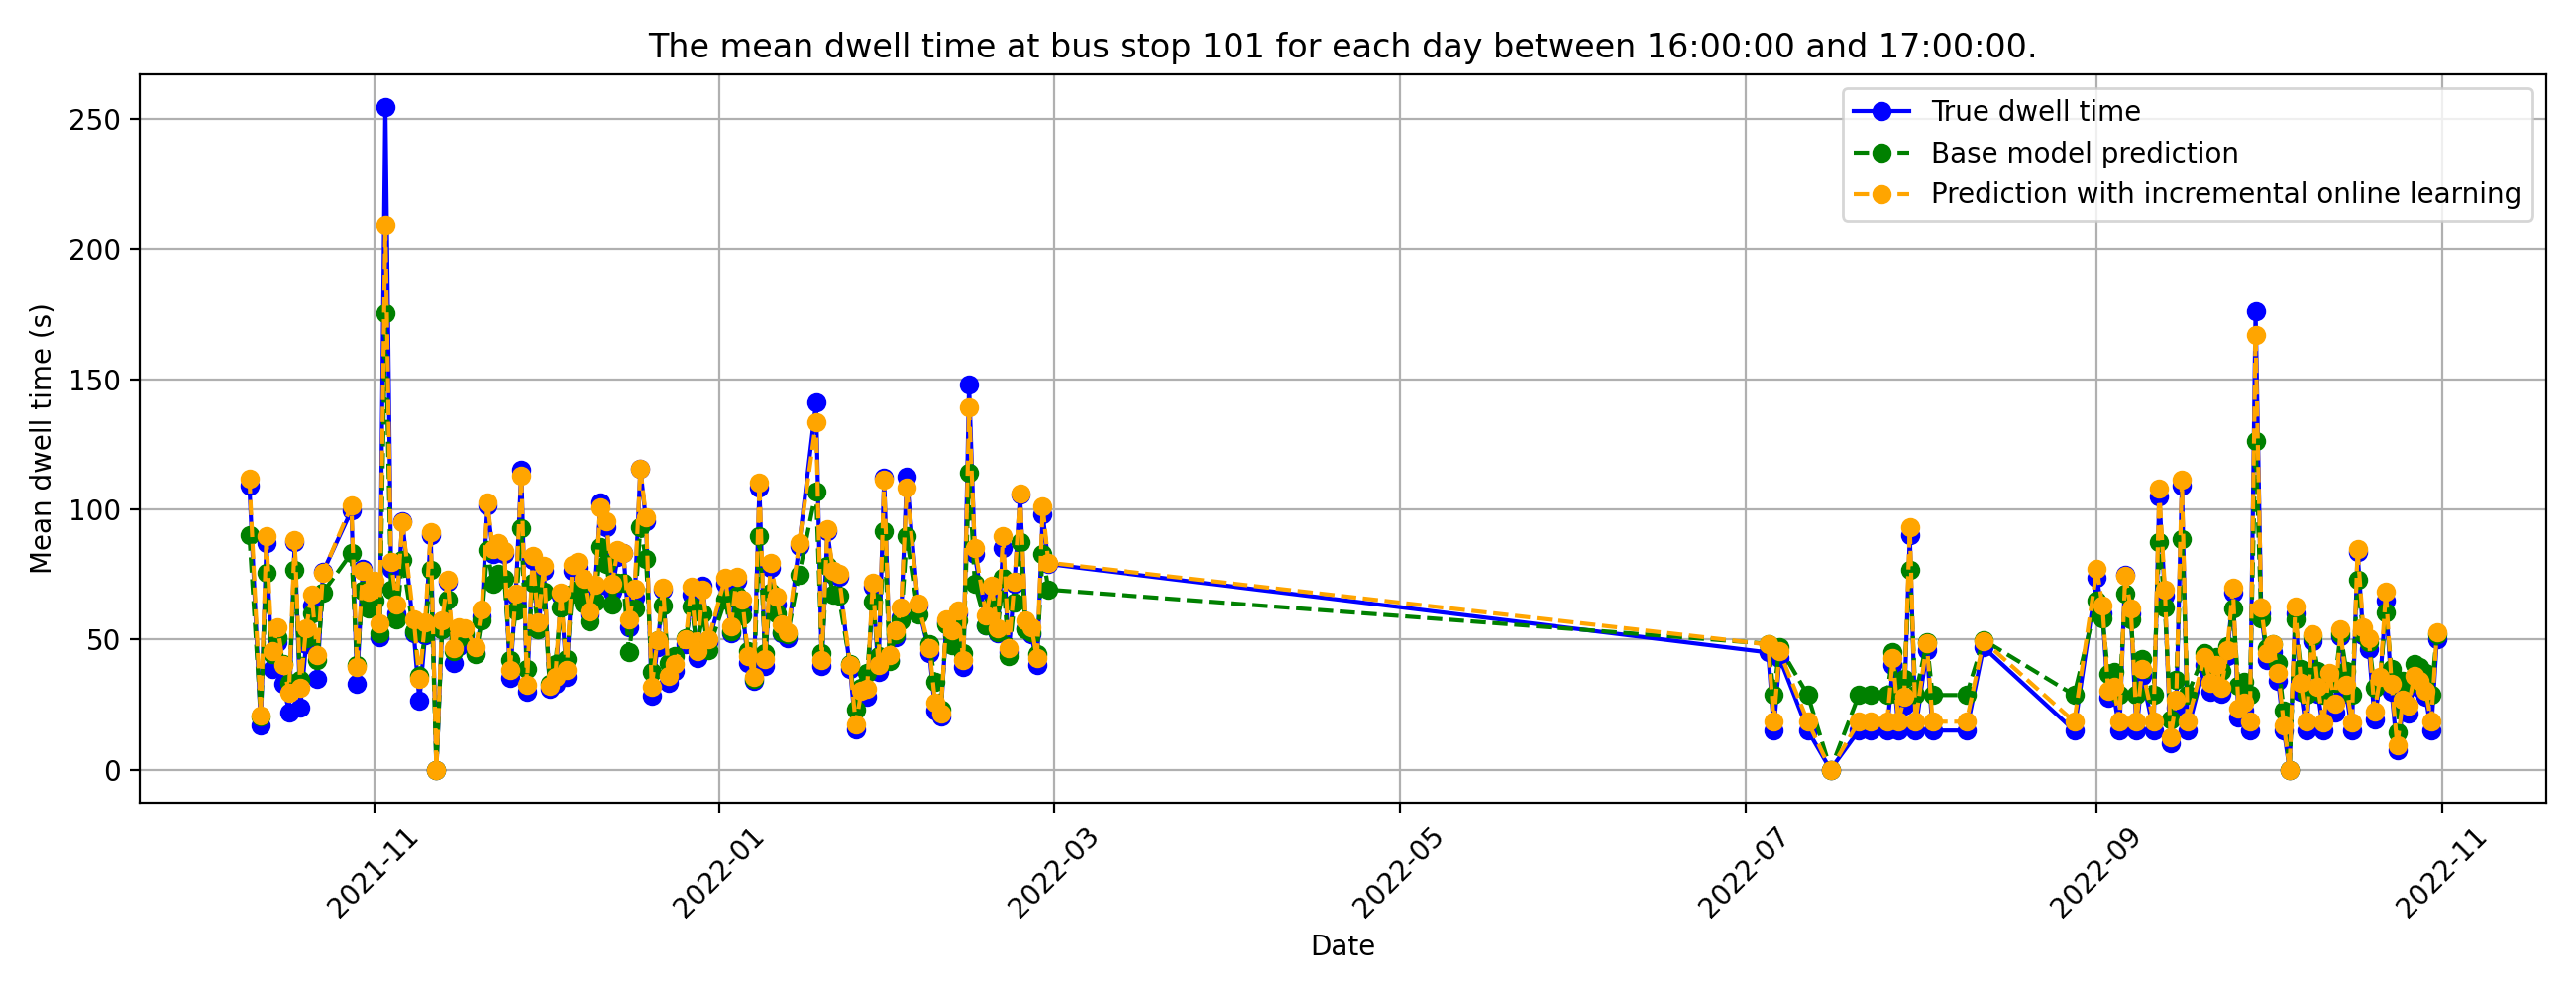 The mean dwell time at bus stop 101 for each day between 16:00:00 and 17:00:00.
True dwell time
Base model prediction
Prediction with incremental online learning
Mean dwell time (s)
250
200
150
100
50
0
2021-11
2022-01
2022-03
2022-05
2022-07
2022-09
2022-11
Date